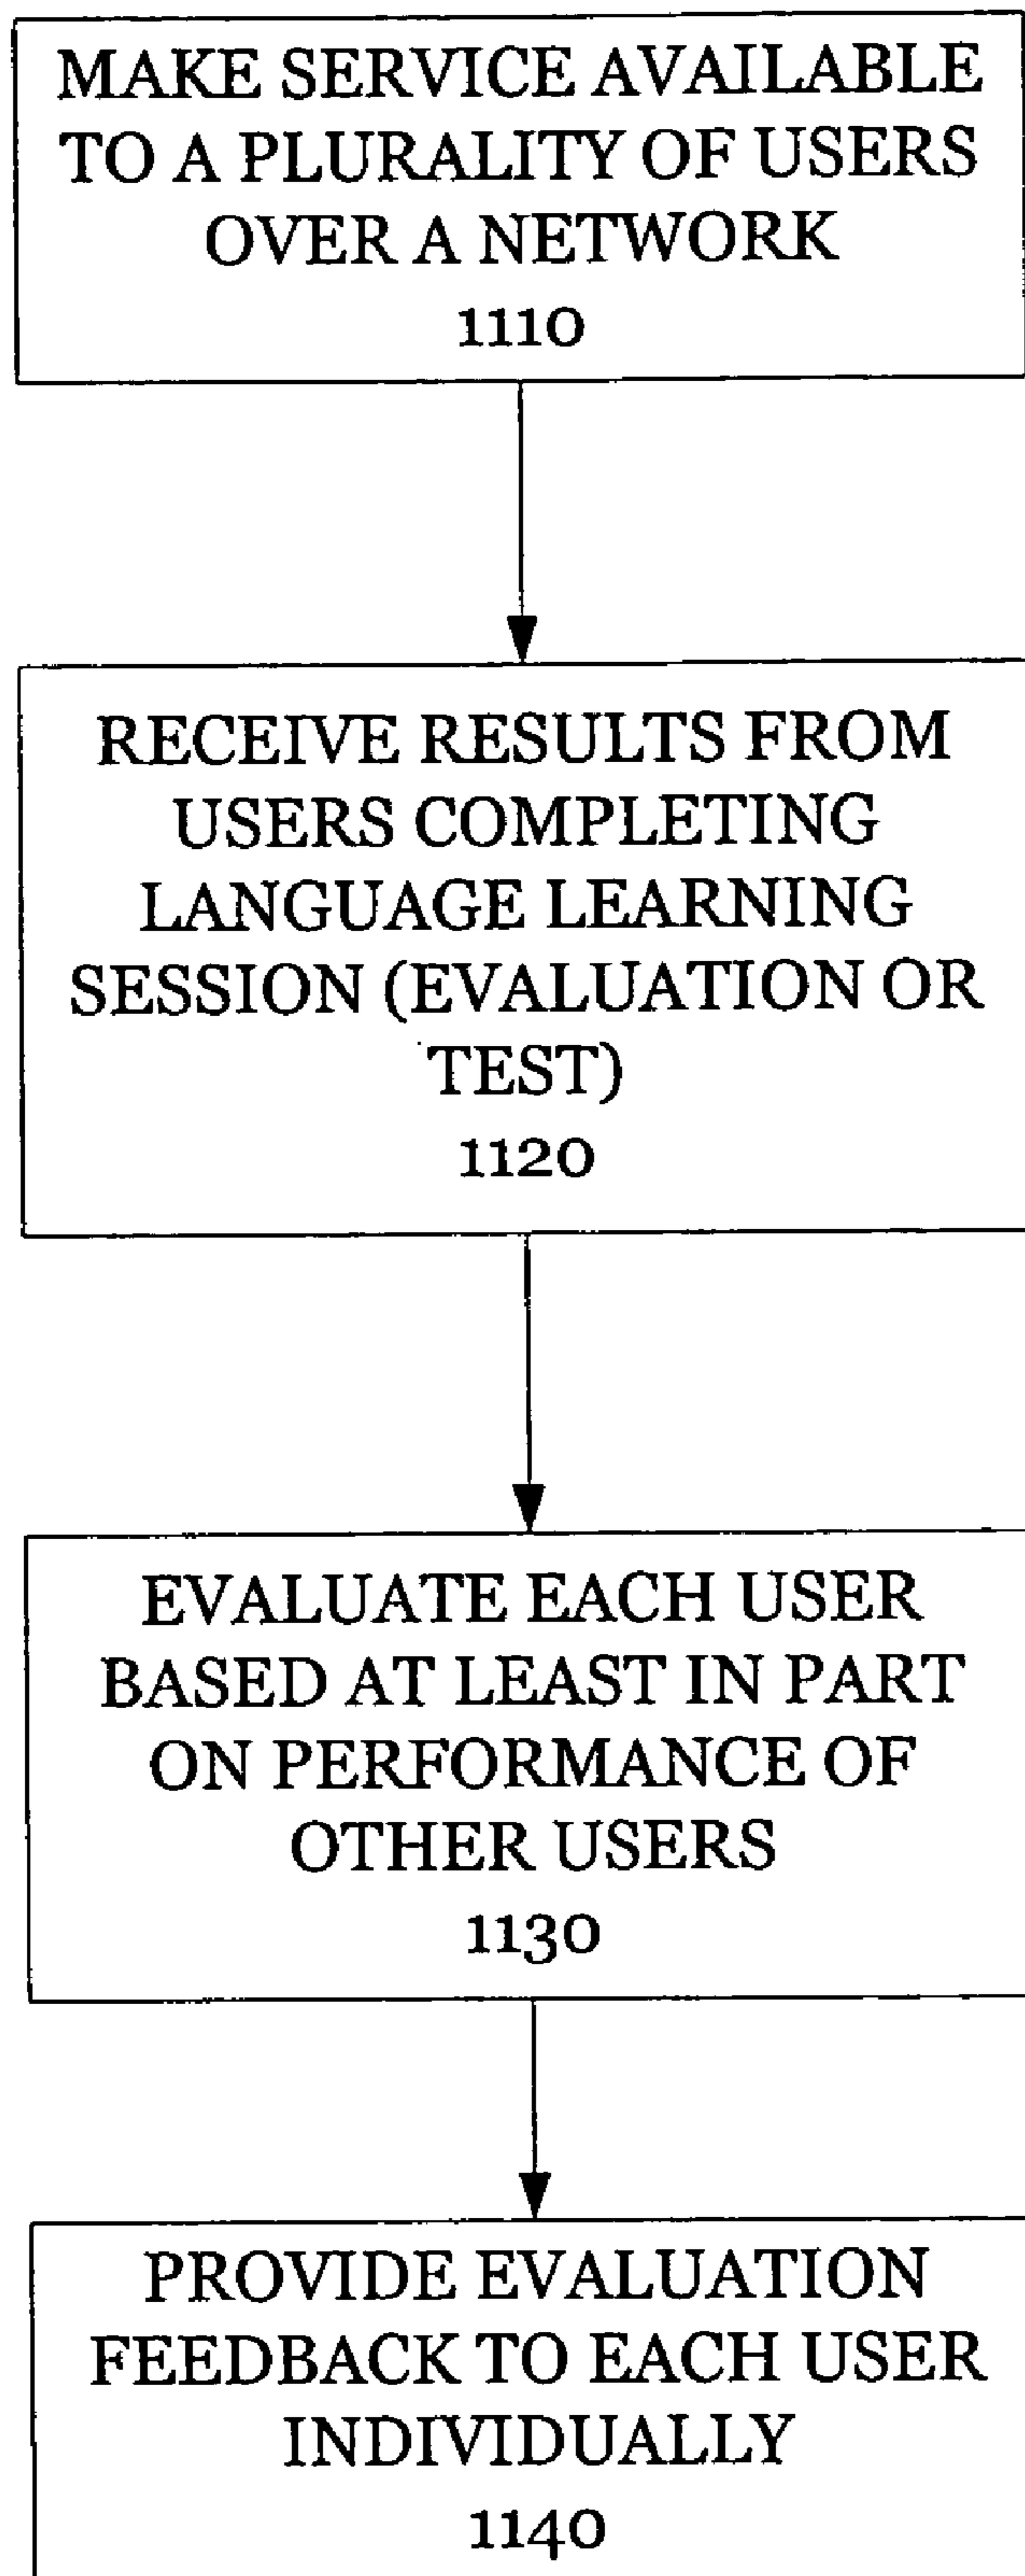 MAKE SERVICE AVAILABLE
TO A PLURALITY OF USERS
OVER A NETWORK
1110
RECEIVE RESULTS FROM
USERS COMPLETING
LANGUAGE LEARNING
SESSION (EVALUATION OR
TEST)
1120
EVALUATE EACH USER
BASED AT LEAST IN PART
ON PERFORMANCE OF
OTHER USERS
1130
PROVIDE EVALUATION
FEEDBACK TO EACH USER
INDIVIDUALLY
1140